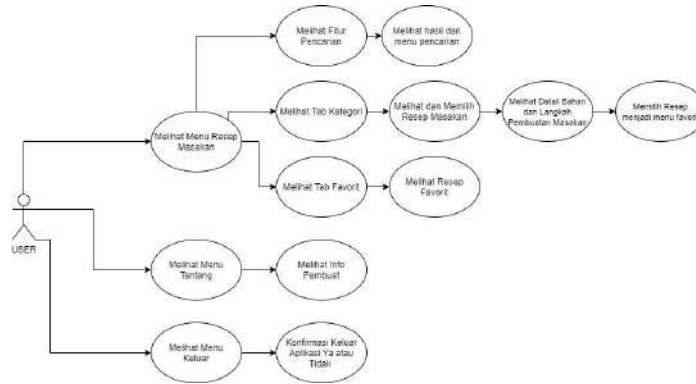 Melihat Fitur
Pencarian
Melihat hasil dari
menu pencarian
Melihat Menu Resep
Masakan
Melihat Tab Kategori
Melihat dan Memilih
Resep Masakan
Melihat Detail Bahan
dan Langkah
Pembuatan Masakan
Memilih Resep
menjadi menu favorit
Melihat Tab Favorit
Melihat Resep
Favorit
USER
Melihat Menu
Tentang
Melihat Info
Pembuat
Melihat Menu
Keluar
Konfirmasi Keluar
Aplikasi Ya atau
Tidak